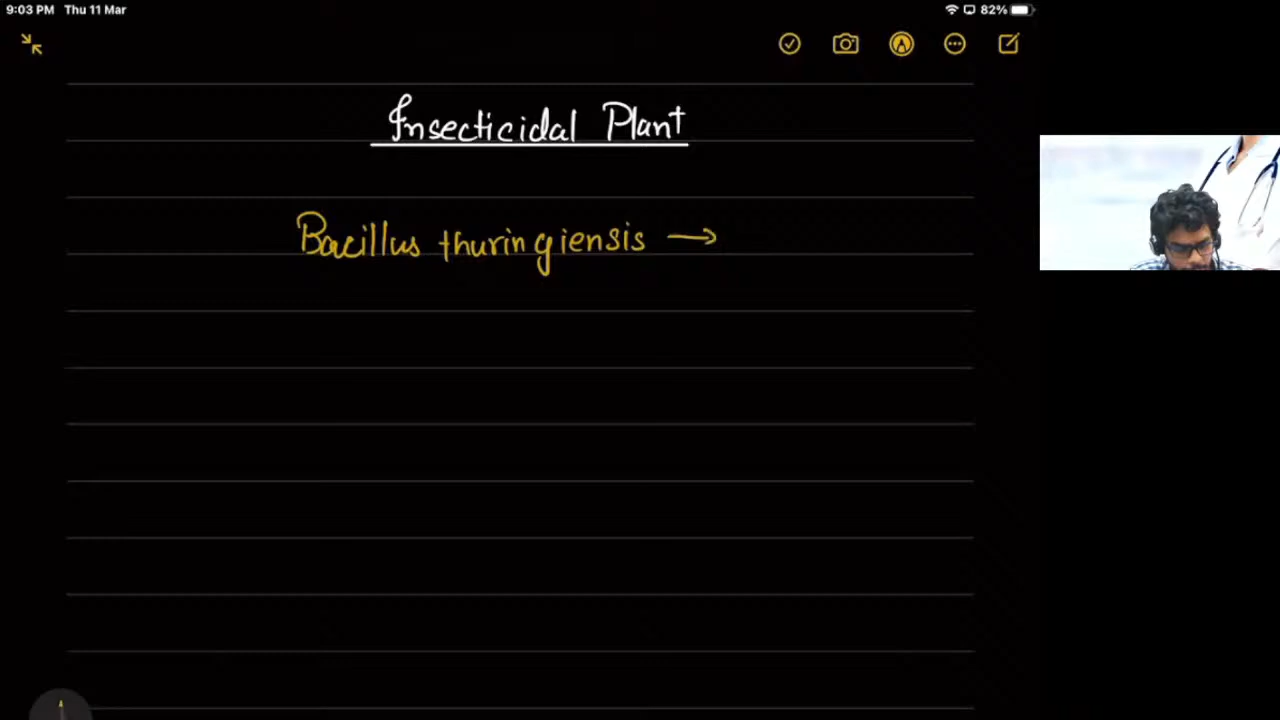 9:03 PM Thu 11 Mar
82%
Insecticidal Plant
Bacillus thuringiensis →